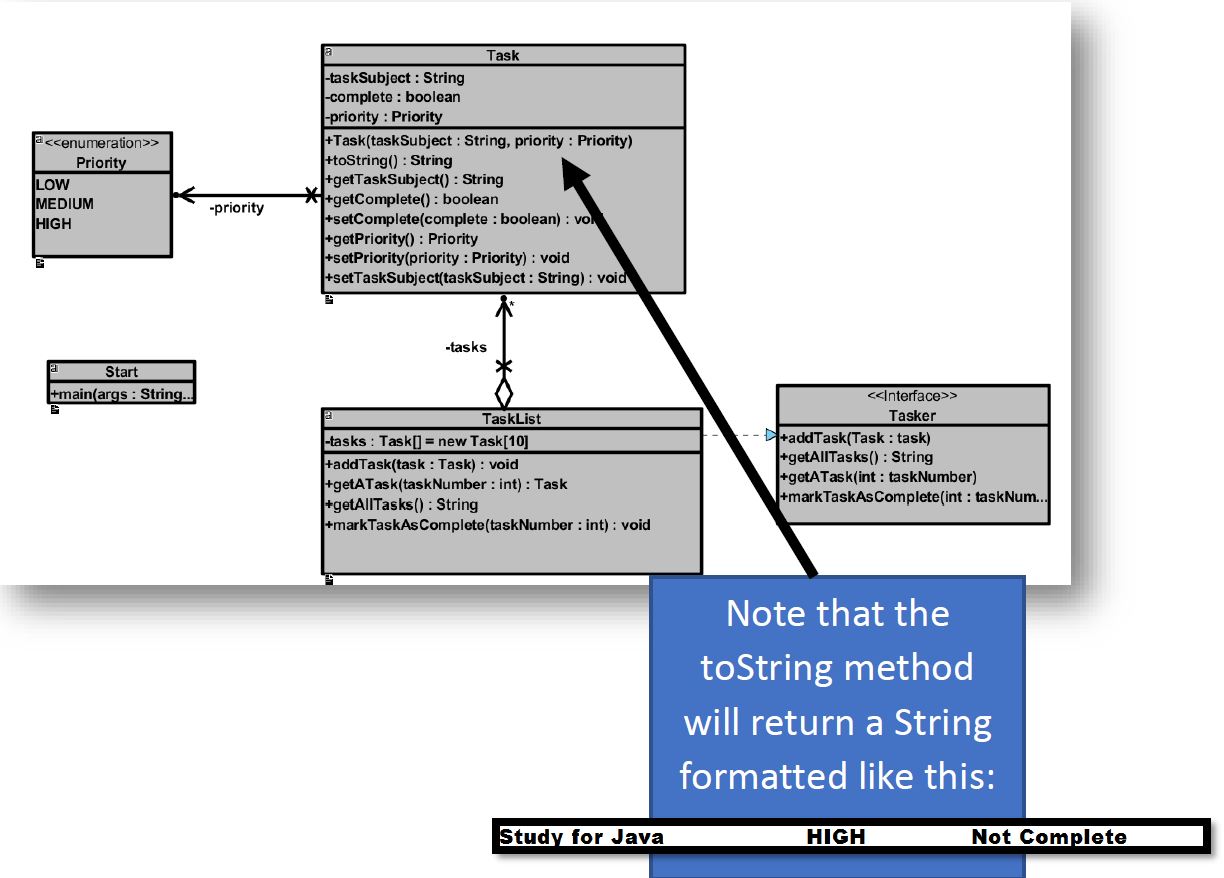 Task
-taskSubject : String
-complete : boolean
-priority : Priority
+Task(taskSubject : String, priority : Priority)
+toString() : String
+getTaskSubject() : String
+getComplete() : boolean
+setComplete(complete : boolean) : void
+getPriority() : Priority
+setPriority(priority : Priority) : void
+setTaskSubject(taskSubject : String) : void
<<enumeration>>
Priority
LOW
MEDIUM
HIGH
-priority
*
-tasks
Start
+main(args : String...
TaskList
-tasks : Task[] = new Task[10]
+addTask(task : Task) : void
+getATask(taskNumber : int) : Task
+getAllTasks() : String
+markTaskAsComplete(taskNumber : int) : void
<<Interface>>
Tasker
+addTask(Task : task)
+getAllTasks() : String
+getATask(int : taskNumber)
+markTaskAsComplete(int : taskNum...
Note that the
toString method
will return a String
formatted like this:
Study for Java HIGH Not Complete